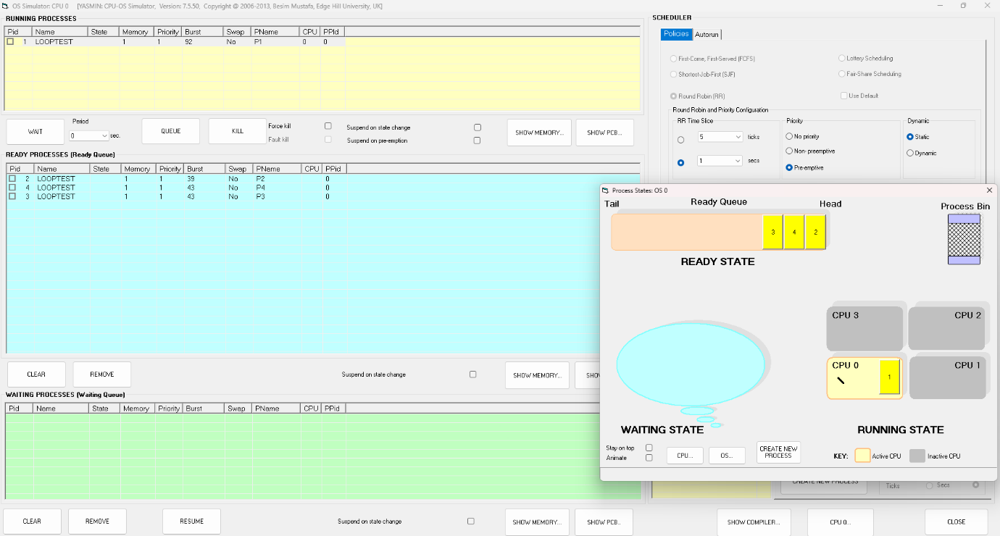 OS Simulator: CPU 0 [YASMIN: CPU-OS Simulator, Version: 7.5.50, Copyright @ 2006-2013, Besim Mustafa, Edge Hill University, UK]
RUNNING PROCESSES
Pid Name State Memory Priority Burst Swap PName CPU PPId
1 LOOPTEST 1 1 92 No P1 0 0
WAIT
Period
0 sec.
QUEUE
KILL
Force kill
Fault kill
Suspend on state change
Suspend on pre-emption
SHOW MEMORY...
SHOW PCB...
READY PROCESSES (Ready Queue)
Pid Name State Memory Priority Burst Swap PName CPU PPId
2 LOOPTEST 1 1 39 No P2 0
4 LOOPTEST 1 1 43 No P4 0
3 LOOPTEST 1 1 43 No P3 0
CLEAR
REMOVE
Suspend on state change
SHOW MEMORY...
SHO
WAITING PROCESSES (Waiting Queue)
Pid Name State Memory Priority Burst Swap PName CPU PPId
CLEAR
REMOVE
RESUME
Suspend on state change
SHOW MEMORY...
SHOW PCB..
SCHEDULER
Policies Autorun
First-Come, First-Served (FCFS)
Lottery Scheduling
Shortest-Job-First (SJF)
Fair-Share Scheduling
Round Robin (RR)
Use Default
Round Robin and Priority Configuration
RR Time Slice
5 ticks
1 secs
Priority
No priority
Non-preemptive
Pre-emptive
Dynamic
Static
Dynamic
Process States: OS 0
Tail Ready Queue Head
Process Bin
3 4 2
READY STATE
CPU 3
CPU 2
CPU 0
1
CPU 1
WAITING STATE
RUNNING STATE
Stay on top
Animate
CPU...
OS...
CREATE NEW
PROCESS
KEY: Active CPU Inactive CPU
CREATE NEW PROCESS
Ticks Secs
SHOW COMPILER...
CPU 0...
CLOSE